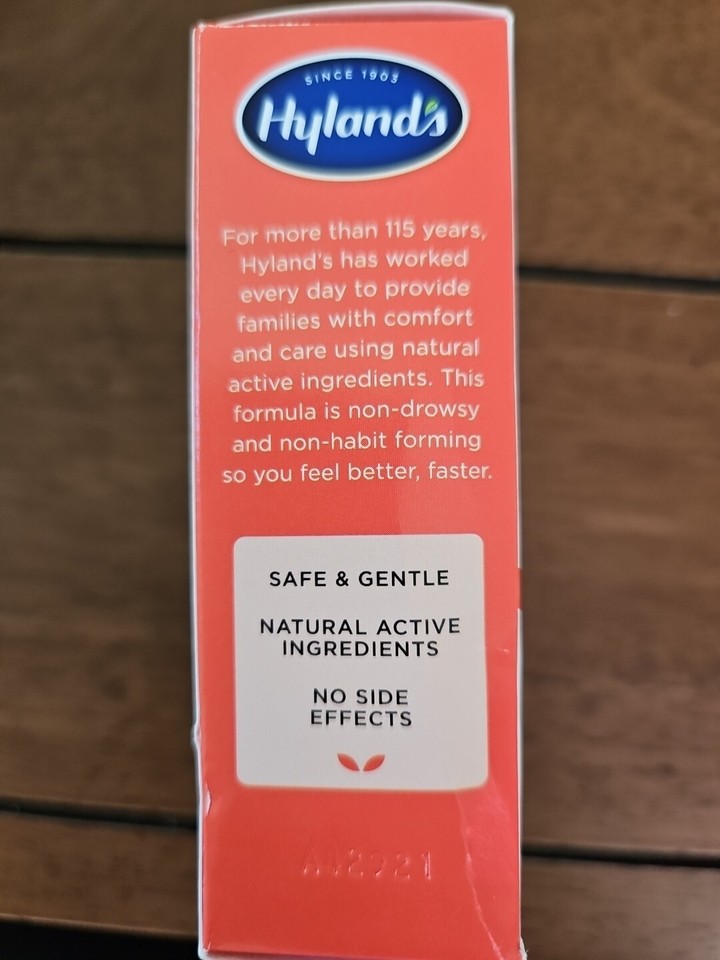 SINCE 1903
Hyland's
For more than 115 years,
Hyland's has worked
every day to provide
families with comfort
and care using natural
active ingredients. This
formula is non-drowsy
and non-habit forming
so you feel better, faster.
SAFE & GENTLE
NATURAL ACTIVE
INGREDIENTS
NO SIDE
EFFECTS